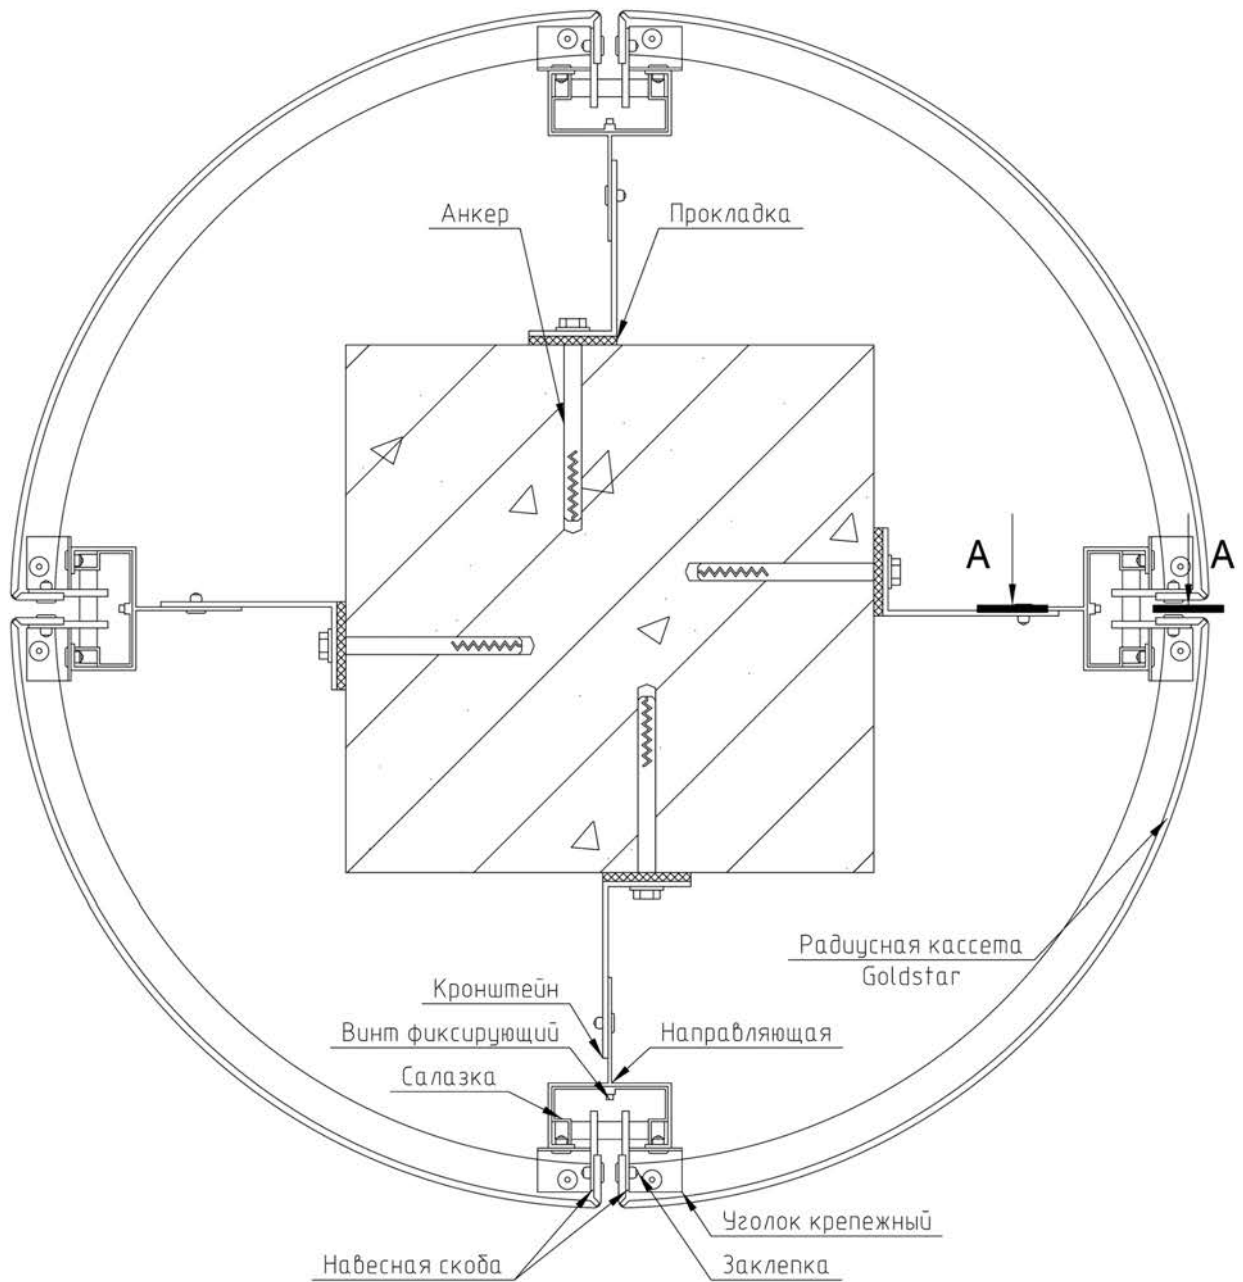 Анкер
Прокладка
А
А
Радиусная кассета
Goldstar
Кронштейн
Винт фиксирующий
Направляющая
Салазка
Уголок крепежный
Навесная скоба
Заклепка